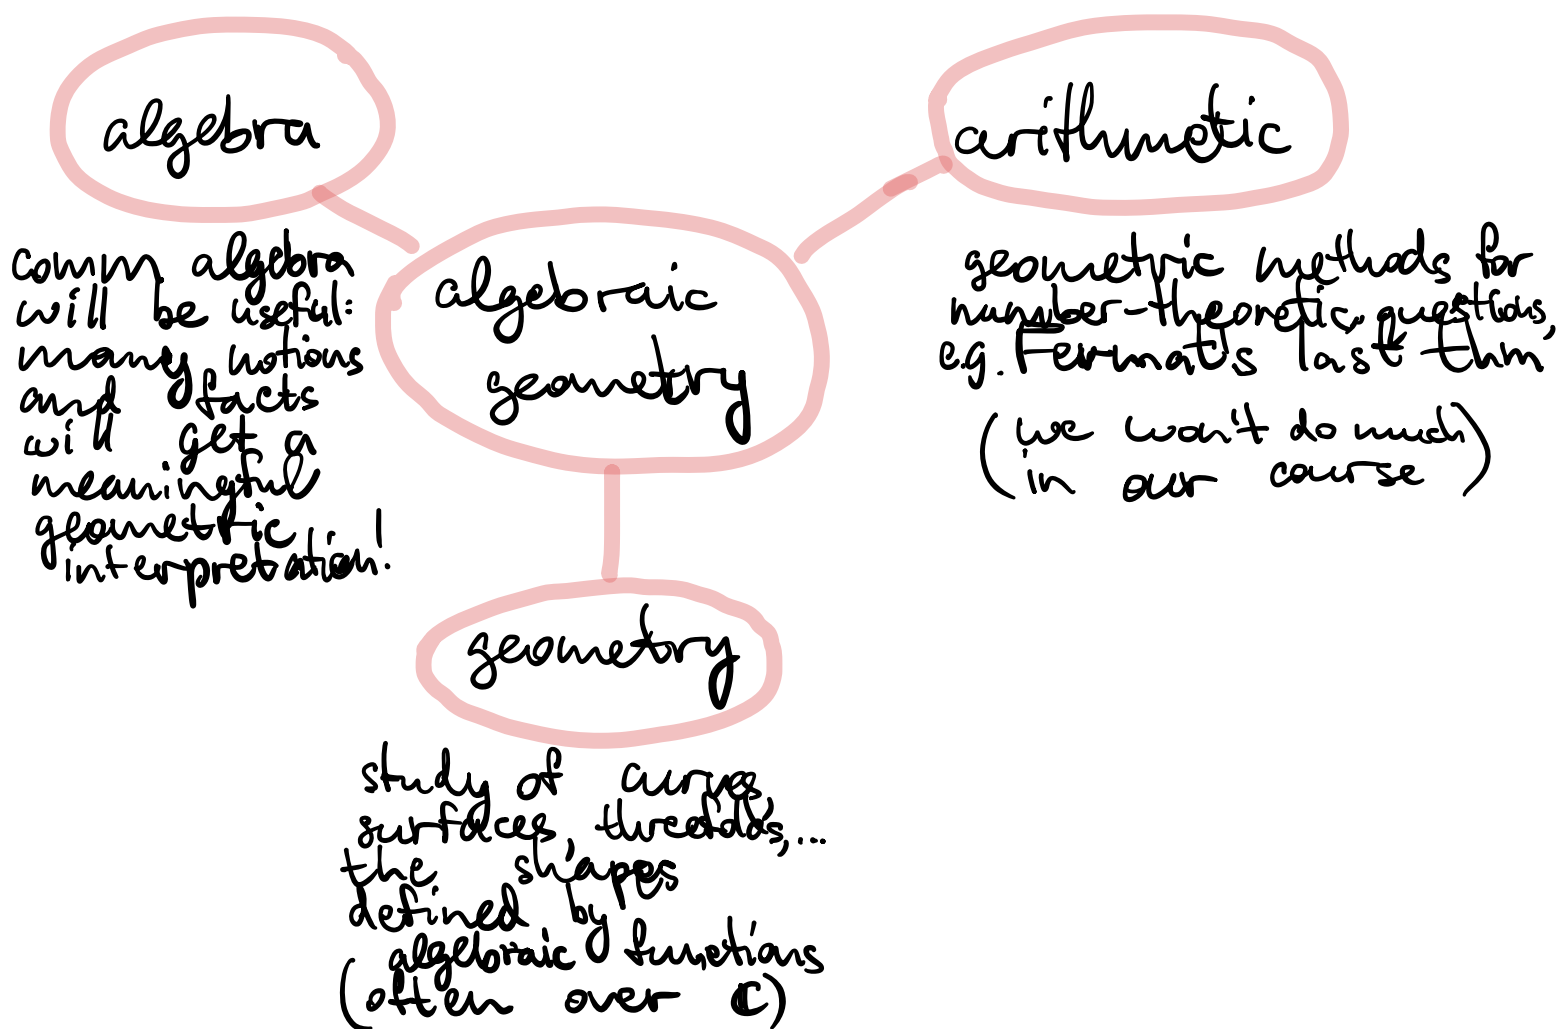 algebra
comm. algebra
will be useful:
many notions
and facts
will get a
meaningful
geometric
interpretation!
algebraic
geometry
arithmetic
geometric methods for
number-theoretic questions,
e.g. Fermat's last thm
(we won't do much
in our course)
geometry
study of curves,
surfaces, threefolds,...
the shapes
defined by
algebraic functions
(often over ℂ)